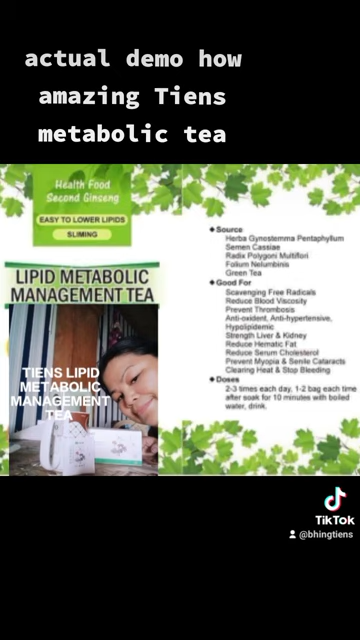 actual demo how
amazing Tiens
metabolic tea
Health Food
Second Ginseng
EASY TO LOWER LIPIDS
SLIMING
LIPID METABOLIC
MANAGEMENT TEA
TIENS LIPID
METABOLIC
MANAGEMENT
TEA
Source
Herba Gynostemma Pentaphyllum
Semen Cassiae
Radix Polygoni Multiflori
Folium Nelumbinis
Green Tea
Good For
Scavenging Free Radicals
Reduce Blood Viscosity
Prevent Thrombosis
Anti-oxident, Anti-hypertensive,
Hypolipidemic
Strength Liver & Kidney
Reduce Hematic Fat
Reduce Serum Cholesterol
Prevent Myopia & Senile Cataracts
Clearing Heat & Stop Bleeding
Doses
2-3 times each day, 1-2 bag each time
after soak for 10 minutes with boiled
water, drink.
TikTok
@bhingtiens